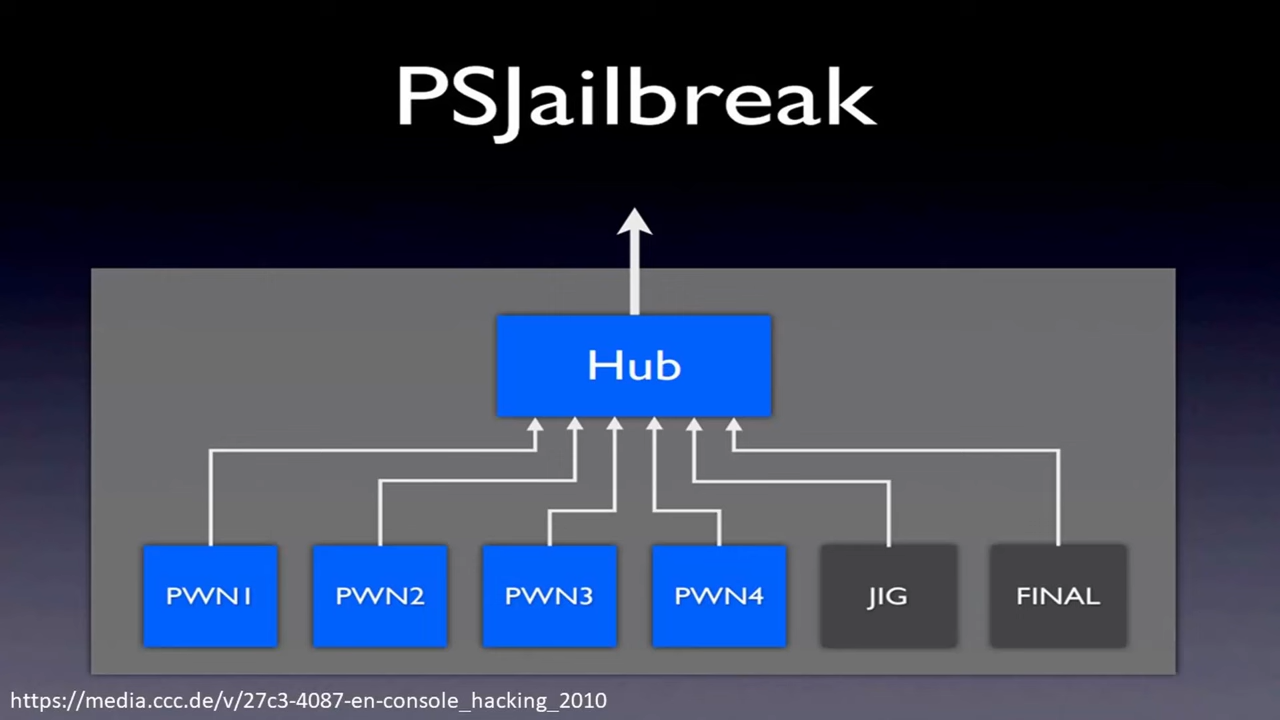 PSJailbreak
Hub
PWN1
PWN2
PWN3
PWN4
JIG
FINAL
https://media.ccc.de/v/27c3-4087-en-console_hacking_2010